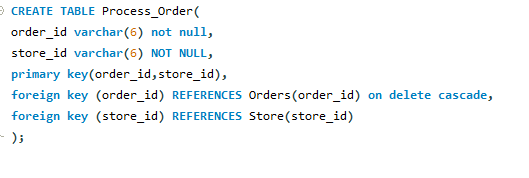 CREATE TABLE Process_Order(
order_id varchar(6) not null,
store_id varchar(6) NOT NULL,
primary key(order_id,store_id),
foreign key (order_id) REFERENCES Orders(order_id) on delete cascade,
foreign key (store_id) REFERENCES Store(store_id)
);